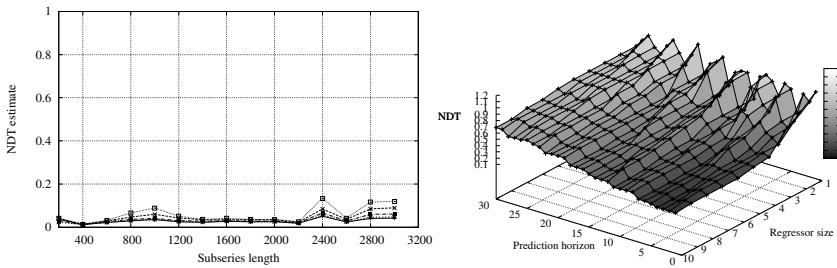 1
0.8
0.6
0.4
0.2
0
NDT estimate
400 800 1200 1600 2000 2400 2800 3200
Subseries length
NDT
1.2
1.1
1
0.9
0.8
0.7
0.6
0.5
0.4
0.3
0.2
0.1
30 25 20 15 10 5 0
Prediction horizon
10 9 8 7 6 5 4 3 2 1
Regressor size